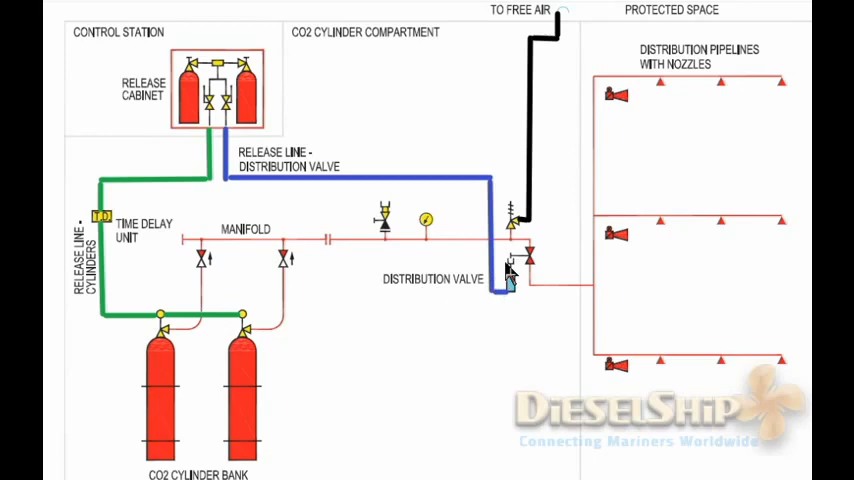 TO FREE AIR
PROTECTED SPACE
CONTROL STATION
CO2 CYLINDER COMPARTMENT
DISTRIBUTION PIPELINES
WITH NOZZLES
RELEASE
CABINET
RELEASE LINE -
DISTRIBUTION VALVE
T.D.
TIME DELAY
UNIT
MANIFOLD
RELEASE LINE -
CYLINDERS
DISTRIBUTION VALVE
DIESELSHIP
Connecting Mariners Worldwide
CO2 CYLINDER BANK